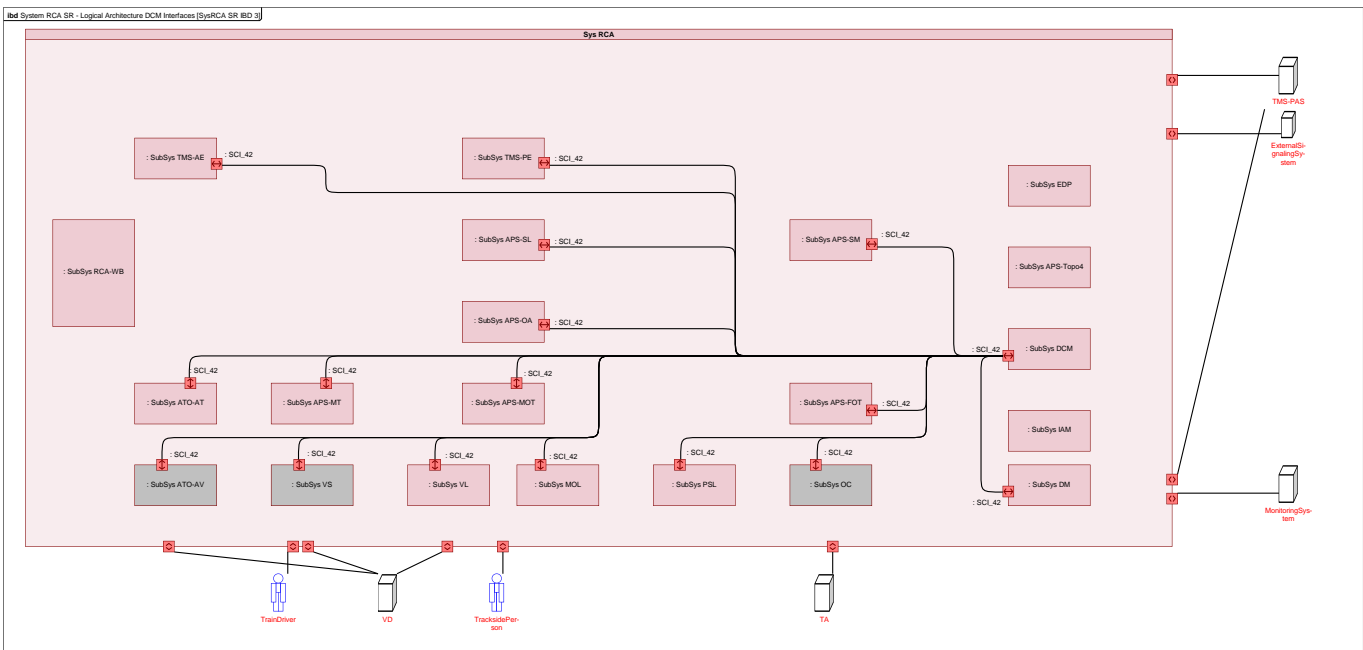 ibd System RCA SR - Logical Architecture DCM Interfaces [SysRCA SR IBD 3]
Sys RCA
TMS-PAS
ExternalSi-
gnalingSy-
stem
: SubSys TMS-AE
: SCI_42
: SubSys TMS-PE
: SCI_42
: SubSys EDP
: SubSys RCA-WB
: SubSys APS-SL
: SCI_42
: SubSys APS-SM
: SCI_42
: SubSys APS-Topo4
: SubSys APS-OA
: SCI_42
: SCI_42
: SubSys DCM
: SCI_42
: SubSys ATO-AT
: SCI_42
: SubSys APS-MT
: SCI_42
: SubSys APS-MOT
: SubSys APS-FOT
: SCI_42
: SubSys IAM
: SCI_42
: SubSys ATO-AV
: SCI_42
: SubSys VS
: SCI_42
: SubSys VL
: SCI_42
: SubSys MOL
: SCI_42
: SubSys PSL
: SCI_42
: SubSys OC
: SubSys DM
: SCI_42
MonitoringSys-
tem
TrainDriver
VD
TracksidePer-
son
TA